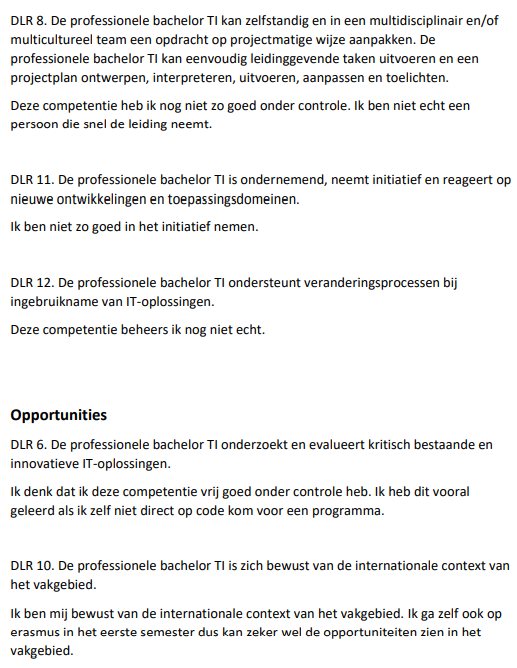 DLR 8. De professionele bachelor TI kan zelfstandig en in een multidisciplinair en/of
multicultureel team een opdracht op projectmatige wijze aanpakken. De
professionele bachelor TI kan eenvoudig leidinggevende taken uitvoeren en een
projectplan ontwerpen, interpreteren, uitvoeren, aanpassen en toelichten.
Deze competentie heb ik nog niet zo goed onder controle. Ik ben niet echt een
persoon die snel de leiding neemt.
DLR 11. De professionele bachelor TI is ondernemend, neemt initiatief en reageert op
nieuwe ontwikkelingen en toepassingsdomeinen.
Ik ben niet zo goed in het initiatief nemen.
DLR 12. De professionele bachelor TI ondersteunt veranderingsprocessen bij
ingebruikname van IT-oplossingen.
Deze competentie beheers ik nog niet echt.
Opportunities
DLR 6. De professionele bachelor TI onderzoekt en evalueert kritisch bestaande en
innovatieve IT-oplossingen.
Ik denk dat ik deze competentie vrij goed onder controle heb. Ik heb dit vooral
geleerd als ik zelf niet direct op code kom voor een programma.
DLR 10. De professionele bachelor TI is zich bewust van de internationale context van
het vakgebied.
Ik ben mij bewust van de internationale context van het vakgebied. Ik ga zelf ook op
erasmus in het eerste semester dus kan zeker wel de opportuniteiten zien in het
vakgebied.